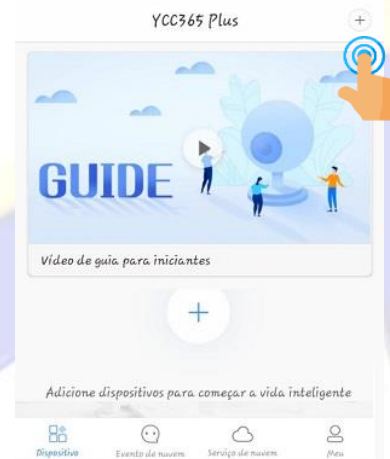 YCC365 Plus
GUIDE
Vídeo de guia para iniciantes
Adicione dispositivos para começar a vida inteligente
Dispositivo
Evento de nuvem
Serviço de nuvem
Meu